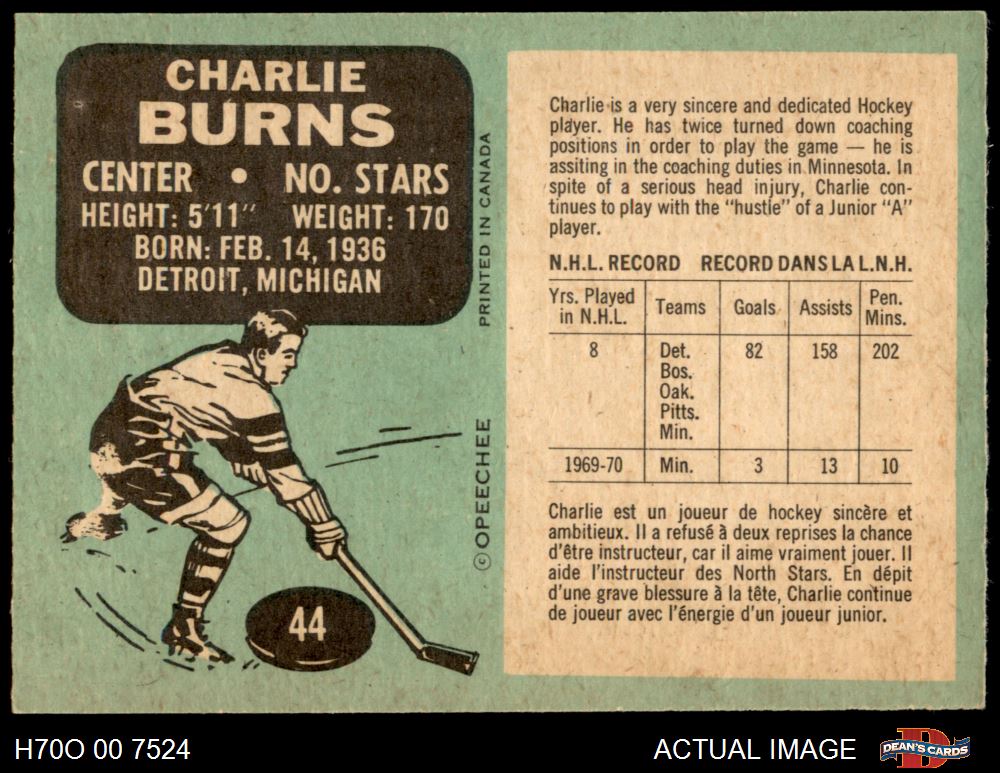 CHARLIE
BURNS
CENTER • NO. STARS
HEIGHT: 5'11" WEIGHT: 170
BORN: FEB. 14, 1936
DETROIT, MICHIGAN
PRINTED IN CANADA
©OPEECHEE
44
Charlie is a very sincere and dedicated Hockey
player. He has twice turned down coaching
positions in order to play the game — he is
assiting in the coaching duties in Minnesota. In
spite of a serious head injury, Charlie con-
tinues to play with the "hustle" of a Junior "A"
player.
N.H.L. RECORD RECORD DANS LA L.N.H.
Yrs. Played
in N.H.L. Teams Goals Assists Pen.
Mins.
8 Det. 82 158 202
Bos.
Oak.
Pitts.
Min.
1969-70 Min. 3 13 10
Charlie est un joueur de hockey sincère et
ambitieux. Il a refusé à deux reprises la chance
d'être instructeur, car il aime vraiment jouer. Il
aide l'instructeur des North Stars. En dépit
d'une grave blessure à la tête, Charlie continue
de joueur avec l'énergie d'un joueur junior.
H70O 00 7524
ACTUAL IMAGE
DEAN'S CARDS